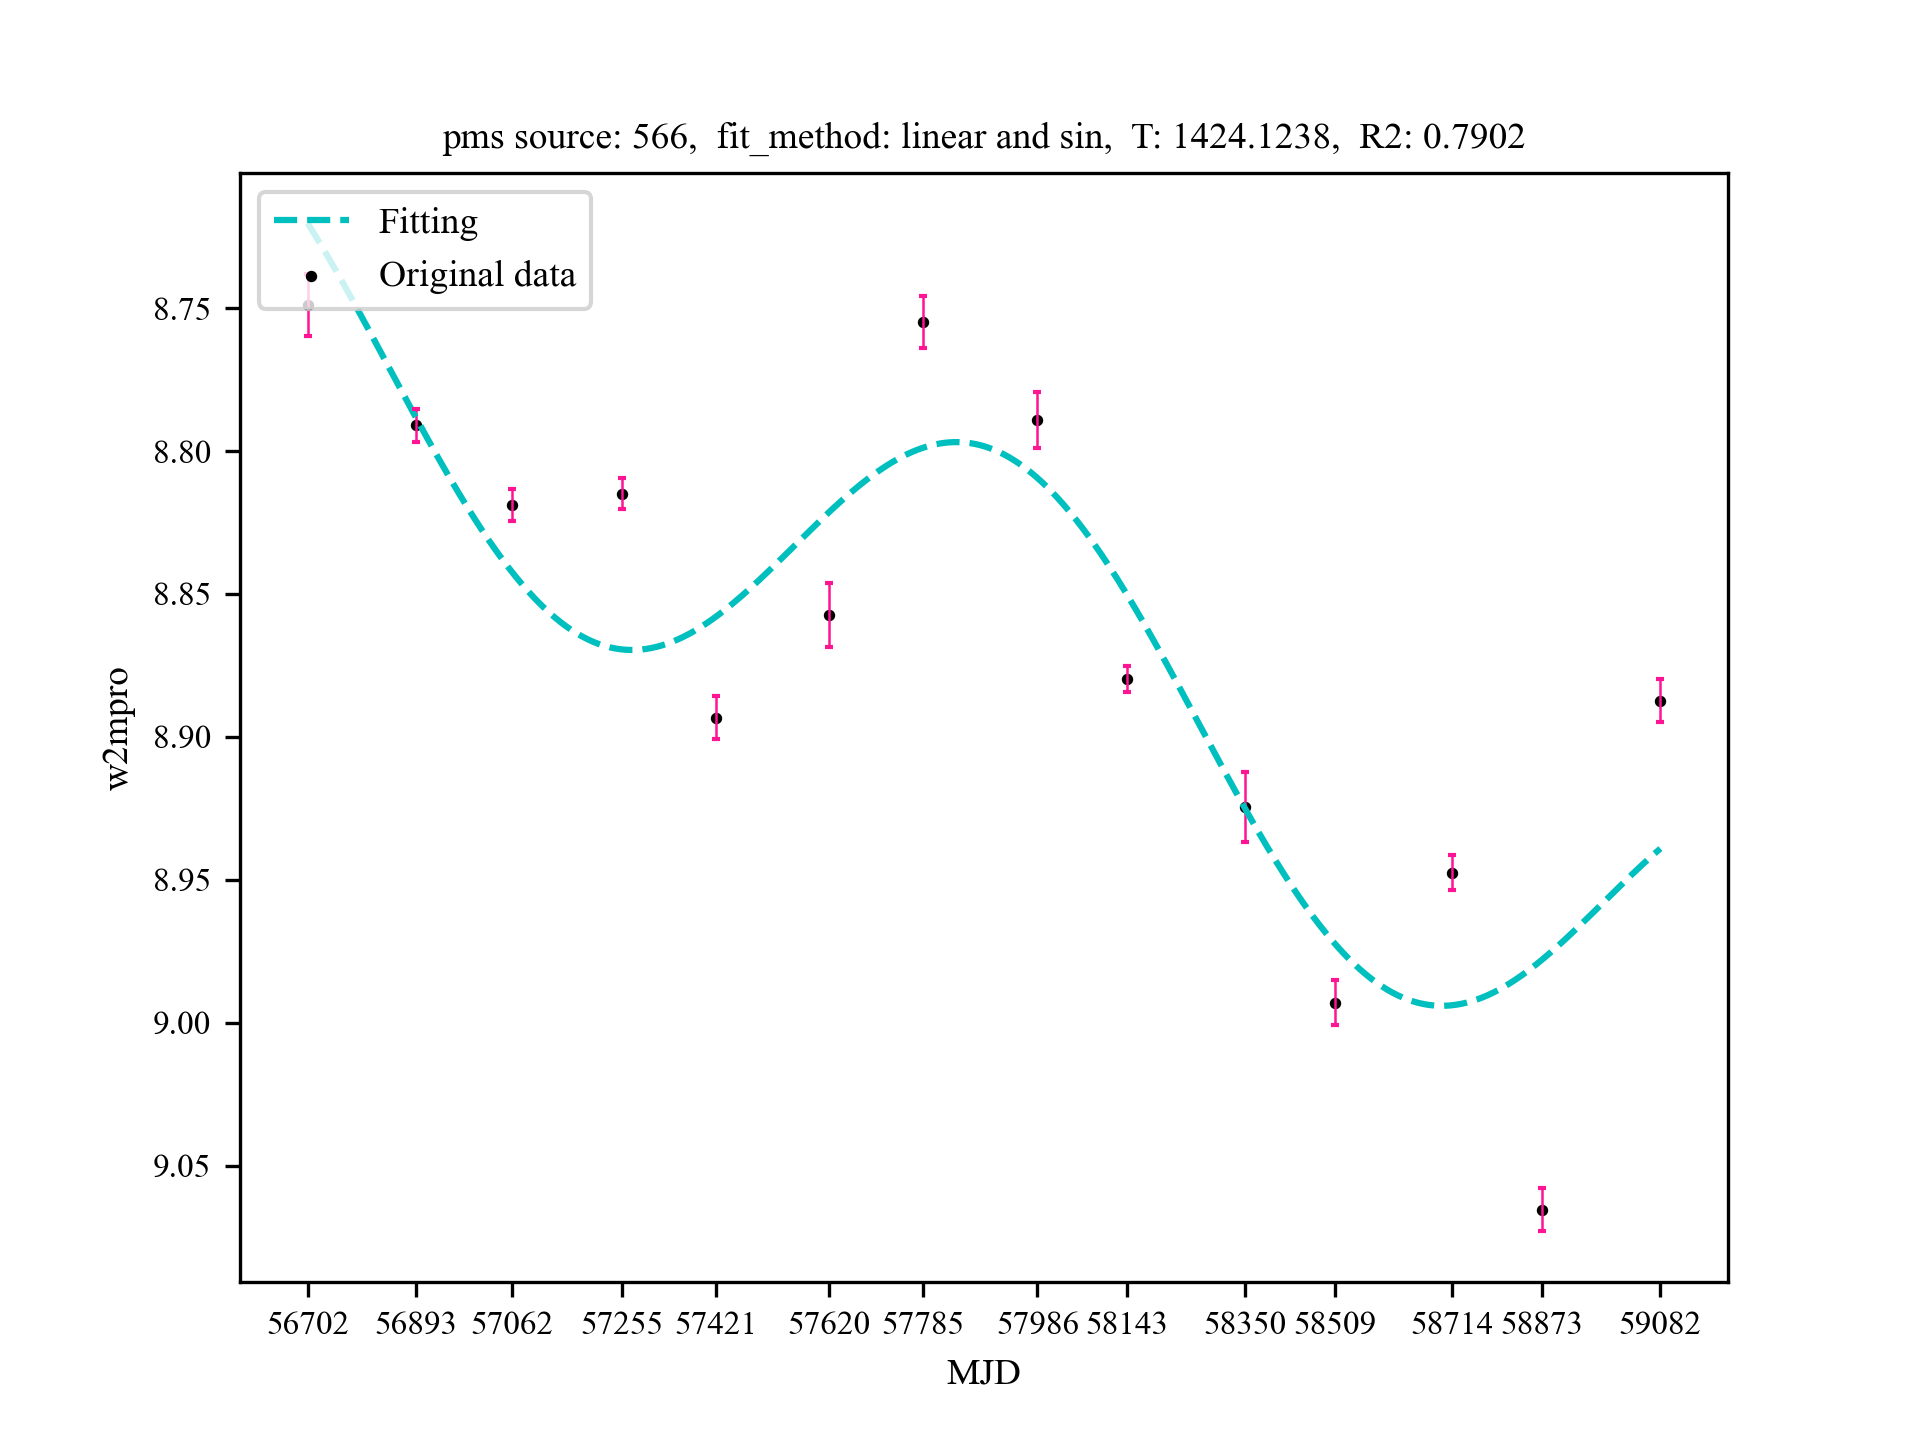 pms source: 566, fit_method: linear and sin, T: 1424.1238, R2: 0.7902
Fitting
Original data
8.75
8.80
8.85
8.90
8.95
9.00
9.05
w2mpro
56702 56893 57062 57255 57421 57620 57785 57986 58143 58350 58509 58714 58873 59082
MJD